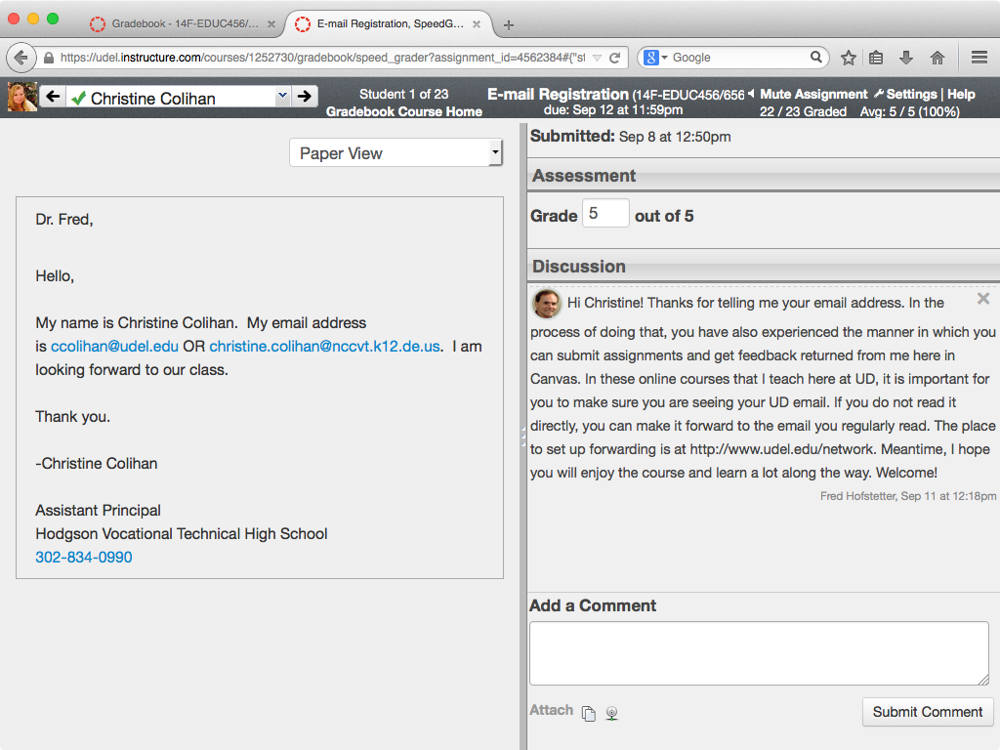 Gradebook - 14F-EDUC456/...
E-mail Registration, SpeedG...
https://udel.instructure.com/courses/1252730/gradebook/speed_grader?assignment_id=4562384#{"st
Google
Christine Colihan
Student 1 of 23
Gradebook Course Home
E-mail Registration (14F-EDUC456/656
due: Sep 12 at 11:59pm
Mute Assignment Settings | Help
22 / 23 Graded Avg: 5 / 5 (100%)
Paper View
Dr. Fred,
Hello,
My name is Christine Colihan. My email address
is ccolihan@udel.edu OR christine.colihan@nccvt.k12.de.us. I am
looking forward to our class.
Thank you.
-Christine Colihan
Assistant Principal
Hodgson Vocational Technical High School
302-834-0990
Submitted: Sep 8 at 12:50pm
Assessment
Grade 5 out of 5
Discussion
Hi Christine! Thanks for telling me your email address. In the
process of doing that, you have also experienced the manner in which you
can submit assignments and get feedback returned from me here in
Canvas. In these online courses that I teach here at UD, it is important for
you to make sure you are seeing your UD email. If you do not read it
directly, you can make it forward to the email you regularly read. The place
to set up forwarding is at http://www.udel.edu/network. Meantime, I hope
you will enjoy the course and learn a lot along the way. Welcome!
Fred Hofstetter, Sep 11 at 12:18pm
Add a Comment
Attach
Submit Comment